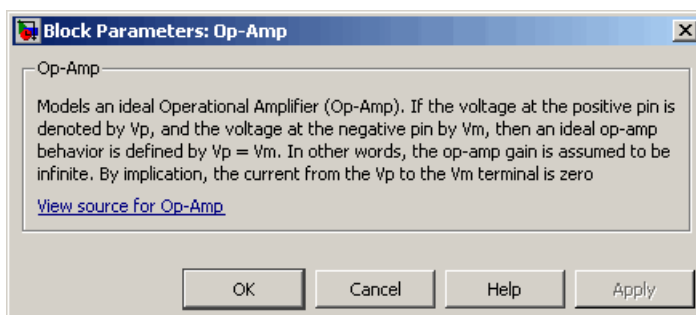 Block Parameters: Op-Amp
Op-Amp
Models an ideal Operational Amplifier (Op-Amp). If the voltage at the positive pin is
denoted by Vp, and the voltage at the negative pin by Vm, then an ideal op-amp
behavior is defined by Vp = Vm. In other words, the op-amp gain is assumed to be
infinite. By implication, the current from the Vp to the Vm terminal is zero
View source for Op-Amp
OK Cancel Help Apply